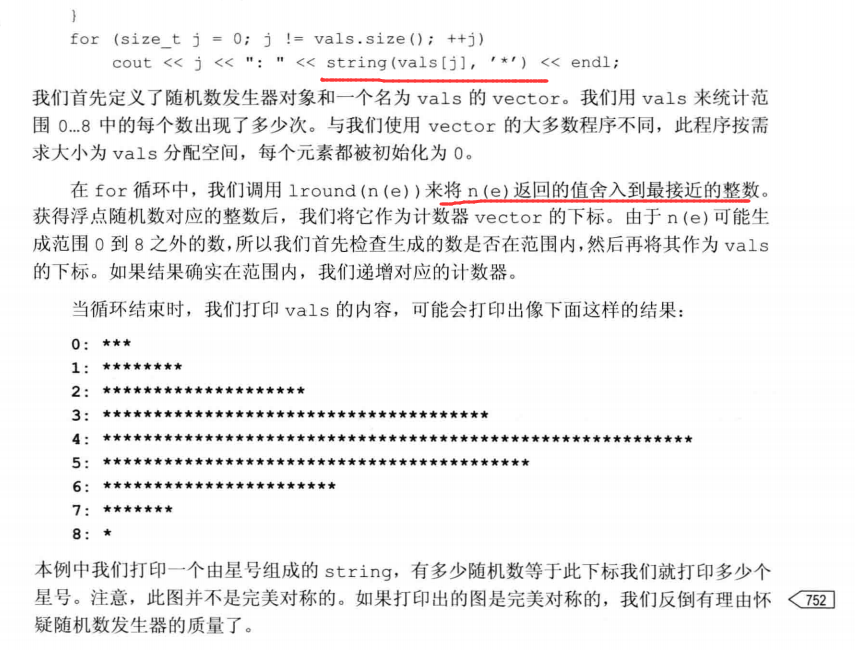 }
for (size_t j = 0; j != vals.size(); ++j)
cout << j << ": " << string(vals[j], '*') << endl;
我们首先定义了随机数发生器对象和一个名为 vals 的 vector。我们用 vals 来统计范
围 0…8 中的每个数出现了多少次。与我们使用 vector 的大多数程序不同，此程序按需
求大小为 vals 分配空间，每个元素都被初始化为 0。
在 for 循环中，我们调用 lround(n(e))来将 n(e)返回的值舍入到最接近的整数。
获得浮点随机数对应的整数后，我们将它作为计数器 vector 的下标。由于 n(e)可能生
成范围 0 到 8 之外的数，所以我们首先检查生成的数是否在范围内，然后再将其作为 vals
的下标。如果结果确实在范围内，我们递增对应的计数器。
当循环结束时，我们打印 vals 的内容，可能会打印出像下面这样的结果：
0: ***
1: ********
2: ********************
3: **************************************
4: **********************************************************
5: ******************************************
6: ***********************
7: *******
8: *
本例中我们打印一个由星号组成的 string，有多少随机数等于此下标我们就打印多少个
星号。注意，此图并不是完美对称的。如果打印出的图是完美对称的，我们反倒有理由怀
疑随机数发生器的质量了。
752